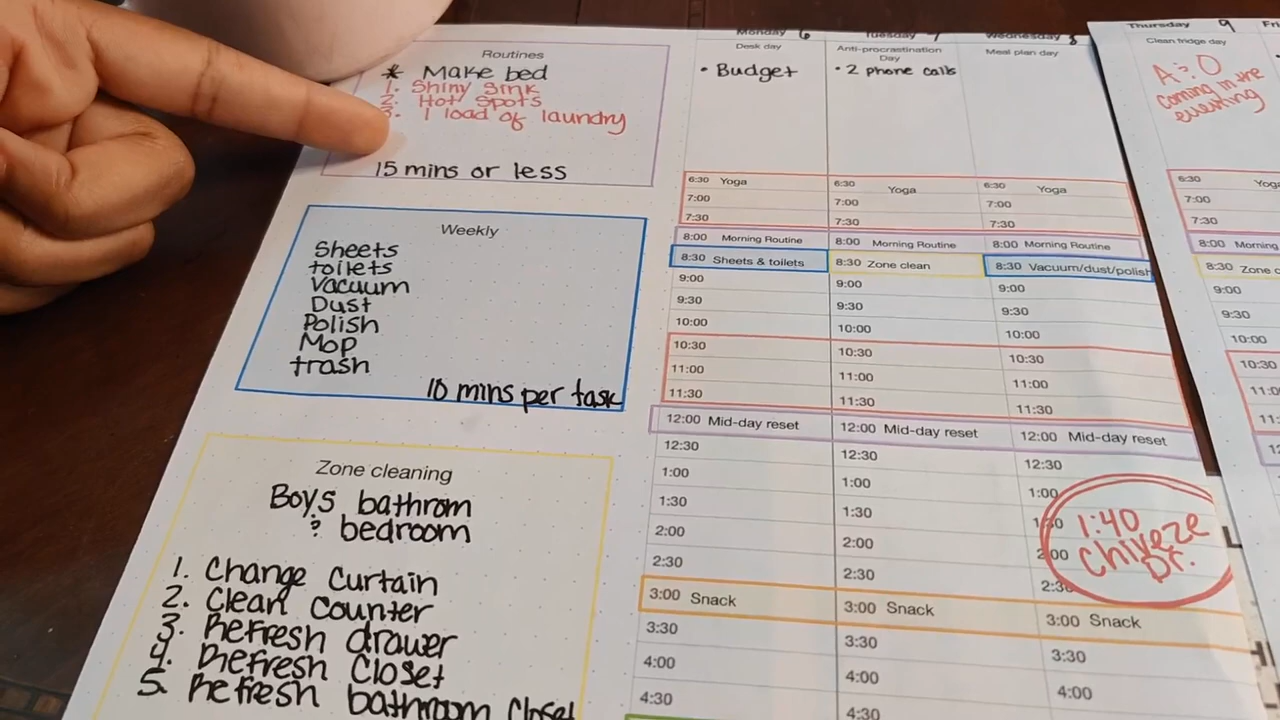 Routines
* Make bed
1. Shiny sink
2. Hot spots
3. 1 load of laundry
15 mins or less
Weekly
Sheets
toilets
Vacuum
Dust
Polish
Mop
trash
10 mins per task
Zone cleaning
Boys bathrom
? bedroom
1. Change curtain
2. Clean counter
3. Refresh drawer
4. Refresh Closet
5. Refresh bathroom Closet
Monday 6
Desk day
• Budget
6:30 Yoga
7:00
7:30
8:00 Morning Routine
8:30 Sheets & toilets
9:00
9:30
10:00
10:30
11:00
11:30
12:00 Mid-day reset
12:30
1:00
1:30
2:00
2:30
3:00 Snack
3:30
4:00
4:30
Tuesday 7
Anti-procrastination
Day
• 2 phone calls
6:30 Yoga
7:00
7:30
8:00 Morning Routine
8:30 Zone clean
9:00
9:30
10:00
10:30
11:00
11:30
12:00 Mid-day reset
12:30
1:00
1:30
2:00
2:30
3:00 Snack
3:30
4:00
4:30
Wednesday 8
Meal plan day
6:30 Yoga
7:00
7:30
8:00 Morning Routine
8:30 Vacuum/dust/polish
9:00
9:30
10:00
10:30
11:00
11:30
12:00 Mid-day reset
12:30
1:00
2:00
1:40
Chiveze
Dr.
3:00 Snack
3:30
4:00
Thursday 9
Clean fridge day
A ? O
coming in the
evesting
6:30 Yoga
7:00
7:30
8:00 Morning
8:30 Zone c
9:00
9:30
10:00
10:30
11:0
11:
12
Fri